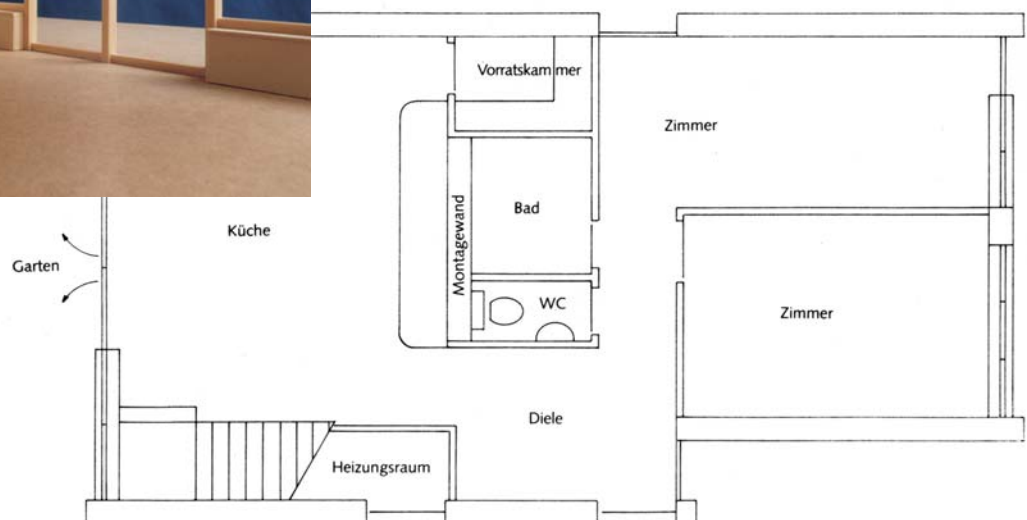 Vorratskammer
Zimmer
Bad
Küche
Montagewand
Garten
WC
Zimmer
Diele
Heizungsraum